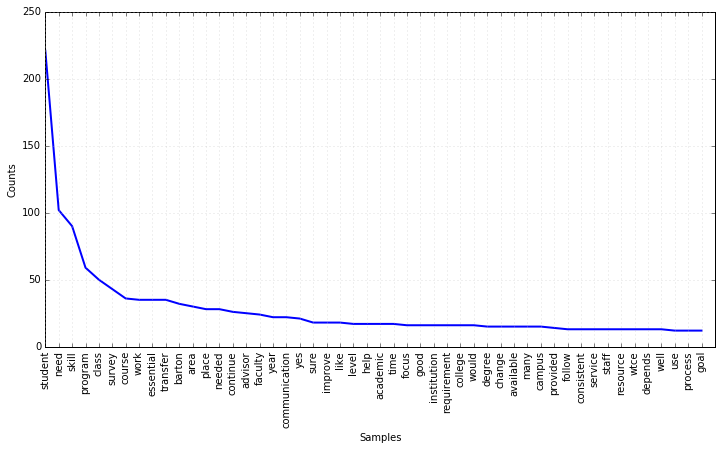 250
200
150
100
50
0
Counts
student
need
skill
program
class
survey
course
work
essential
transfer
barton
area
place
needed
continue
advisor
faculty
year
communication
yes
sure
improve
like
level
help
academic
time
focus
good
institution
requirement
college
would
degree
change
available
many
campus
provided
follow
consistent
service
staff
resource
wtce
depends
well
use
process
goal
Samples